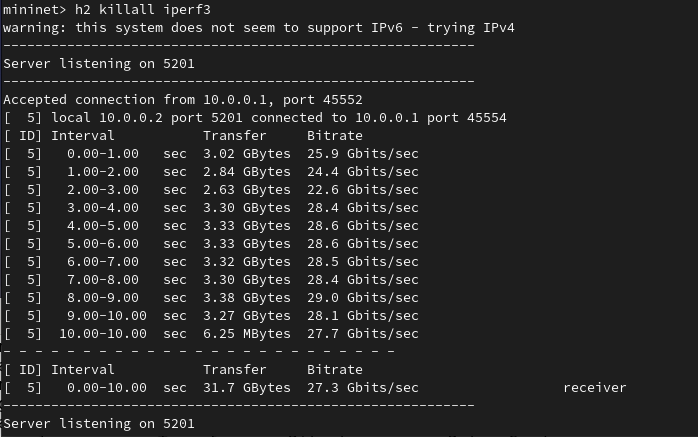 mininet> h2 killall iperf3
warning: this system does not seem to support IPv6 - trying IPv4
-----------------------------------------------------------
Server listening on 5201
-----------------------------------------------------------
Accepted connection from 10.0.0.1, port 45552
[  5] local 10.0.0.2 port 5201 connected to 10.0.0.1 port 45554
[ ID] Interval           Transfer     Bitrate
[  5]   0.00-1.00   sec  3.02 GBytes  25.9 Gbits/sec
[  5]   1.00-2.00   sec  2.84 GBytes  24.4 Gbits/sec
[  5]   2.00-3.00   sec  2.63 GBytes  22.6 Gbits/sec
[  5]   3.00-4.00   sec  3.30 GBytes  28.4 Gbits/sec
[  5]   4.00-5.00   sec  3.33 GBytes  28.6 Gbits/sec
[  5]   5.00-6.00   sec  3.33 GBytes  28.6 Gbits/sec
[  5]   6.00-7.00   sec  3.32 GBytes  28.5 Gbits/sec
[  5]   7.00-8.00   sec  3.30 GBytes  28.4 Gbits/sec
[  5]   8.00-9.00   sec  3.38 GBytes  29.0 Gbits/sec
[  5]   9.00-10.00  sec  3.27 GBytes  28.1 Gbits/sec
[  5]  10.00-10.00  sec  6.25 MBytes  27.7 Gbits/sec
- - - - - - - - - - - - - - - - - - - - - - - - -
[ ID] Interval           Transfer     Bitrate
[  5]   0.00-10.00  sec  31.7 GBytes  27.3 Gbits/sec                  receiver
-----------------------------------------------------------
Server listening on 5201